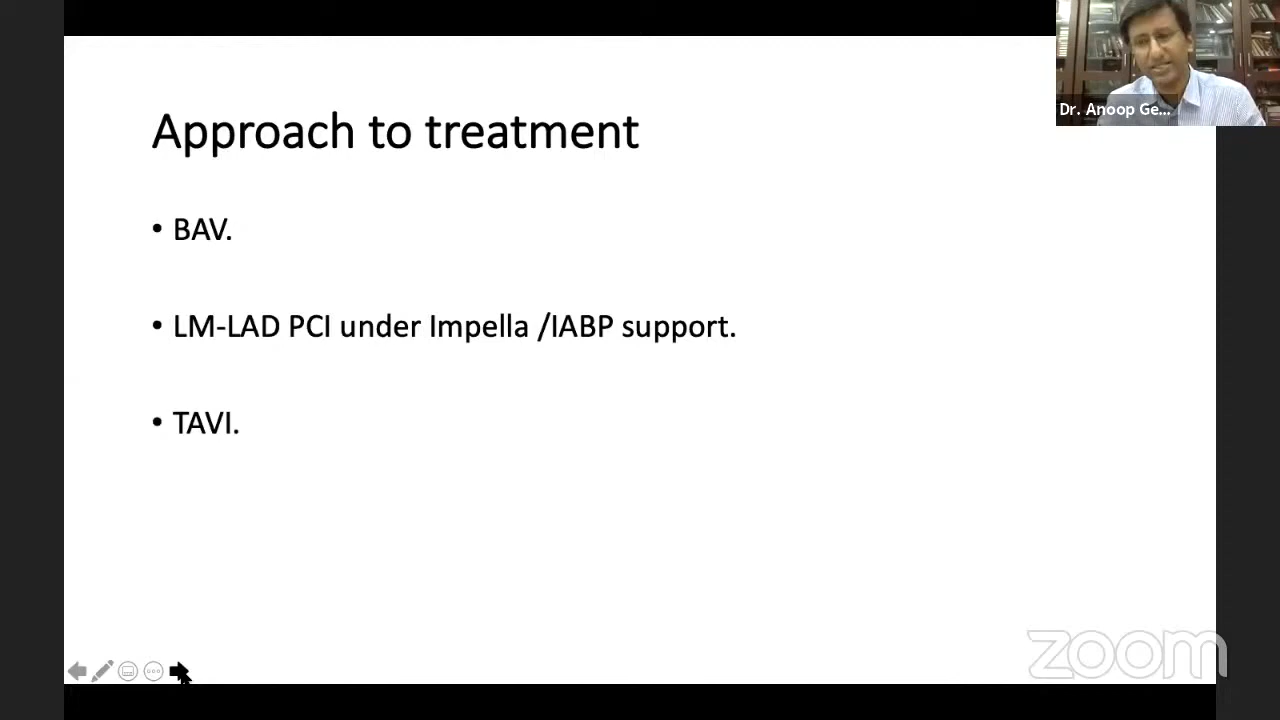 Dr. Anoop Ge...
Approach to treatment
• BAV.
• LM-LAD PCI under Impella /IABP support.
• TAVI.
zoom